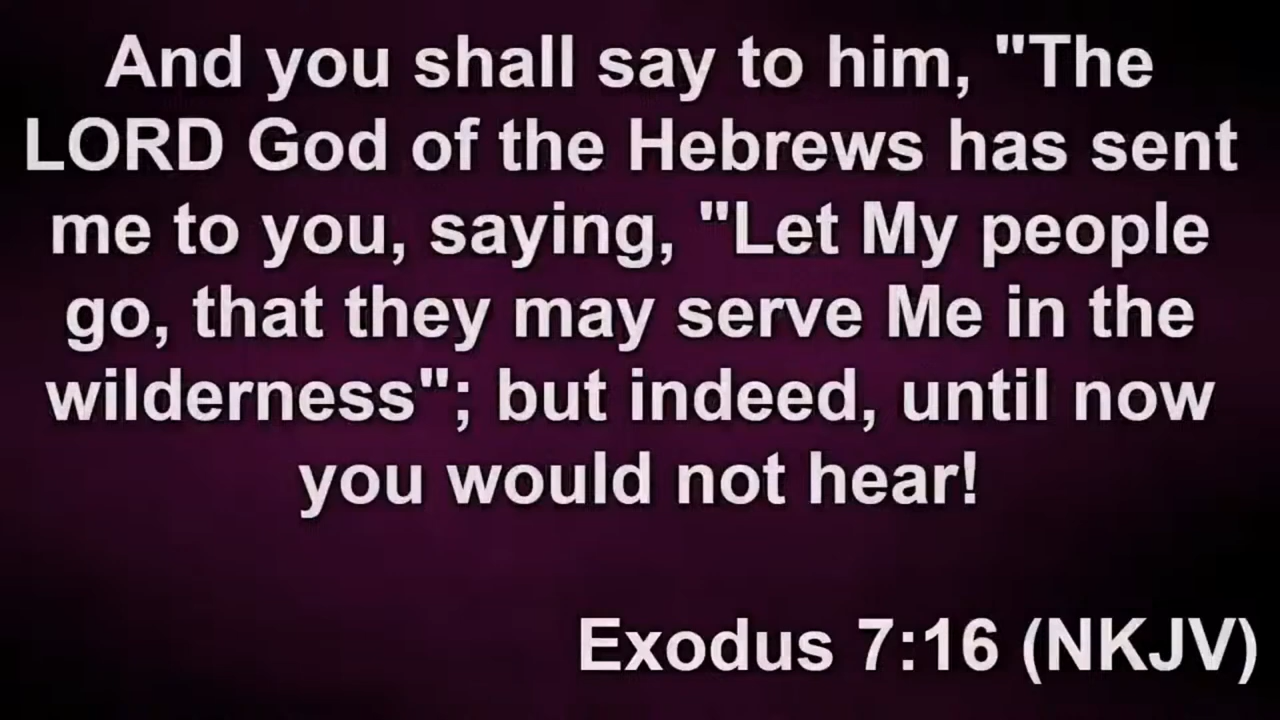 And you shall say to him, "The
LORD God of the Hebrews has sent
me to you, saying, "Let My people
go, that they may serve Me in the
wilderness"; but indeed, until now
you would not hear!
Exodus 7:16 (NKJV)